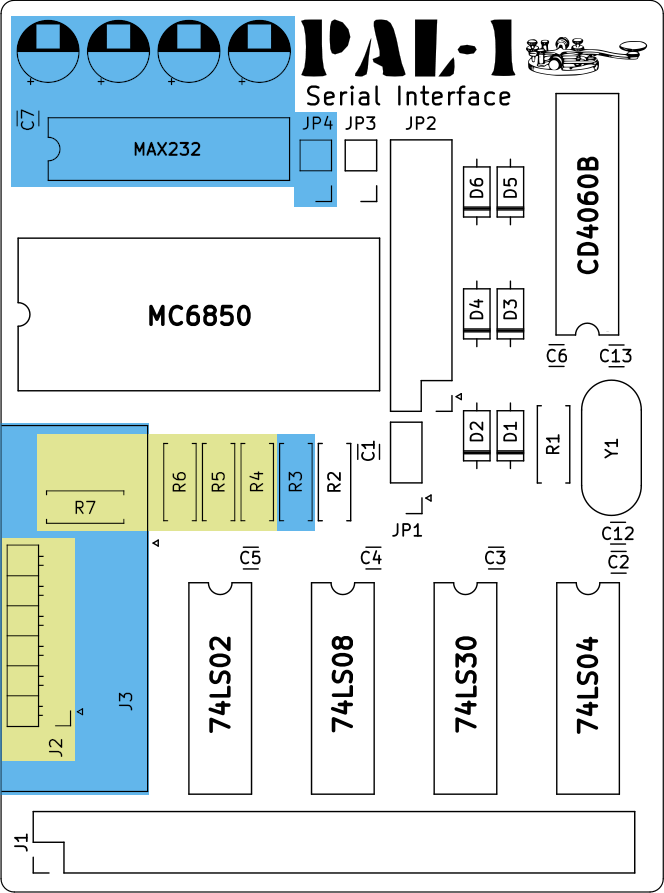 PAL-1
Serial Interface
C7
MAX232
JP4
JP3
JP2
D6
D5
CD4060B
MC6850
D4
D3
C6
C13
R6
R5
R4
R3
R2
C1
D2
D1
R1
Y1
R7
JP1
C12
C5
C4
C3
C2
74LS02
74LS08
74LS30
74LS04
J3
J2
J1